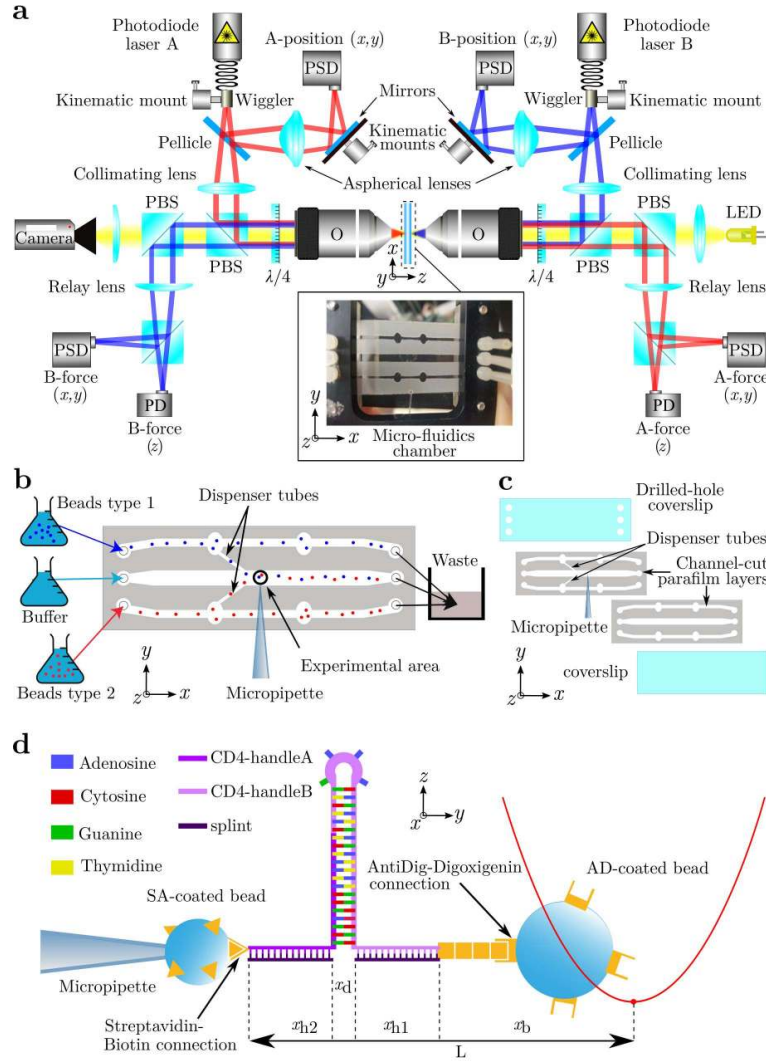 a
Photodiode
laser A
A-position (x,y)
B-position (x,y)
Photodiode
laser B
PSD
PSD
Kinematic mount
Wiggler
Mirrors
Wiggler
Kinematic mount
Kinematic
mounts
Pellicle
Pellicle
Collimating lens
Aspherical lenses
Collimating lens
PBS
PBS
LED
Camera
O
O
PBS
λ/4
x
y
z
λ/4
PBS
Relay lens
Relay lens
PSD
PSD
B-force
(x,y)
PD
B-force
(z)
y
z
x
Micro-fluidics
chamber
PD
A-force
(z)
A-force
(x,y)
b
Beads type 1
Dispenser tubes
Waste
Buffer
Beads type 2
y
z
x
Micropipette
Experimental area
c
Drilled-hole
coverslip
Dispenser tubes
Channel-cut
parafilm layers
Micropipette
y
z
x
coverslip
d
Adenosine
Cytosine
Guanine
Thymidine
CD4-handleA
CD4-handleB
splint
z
x
y
AntiDig-Digoxigenin
connection
AD-coated bead
SA-coated bead
Micropipette
Streptavidin-
Biotin connection
xd
xh2
xh1
xb
L